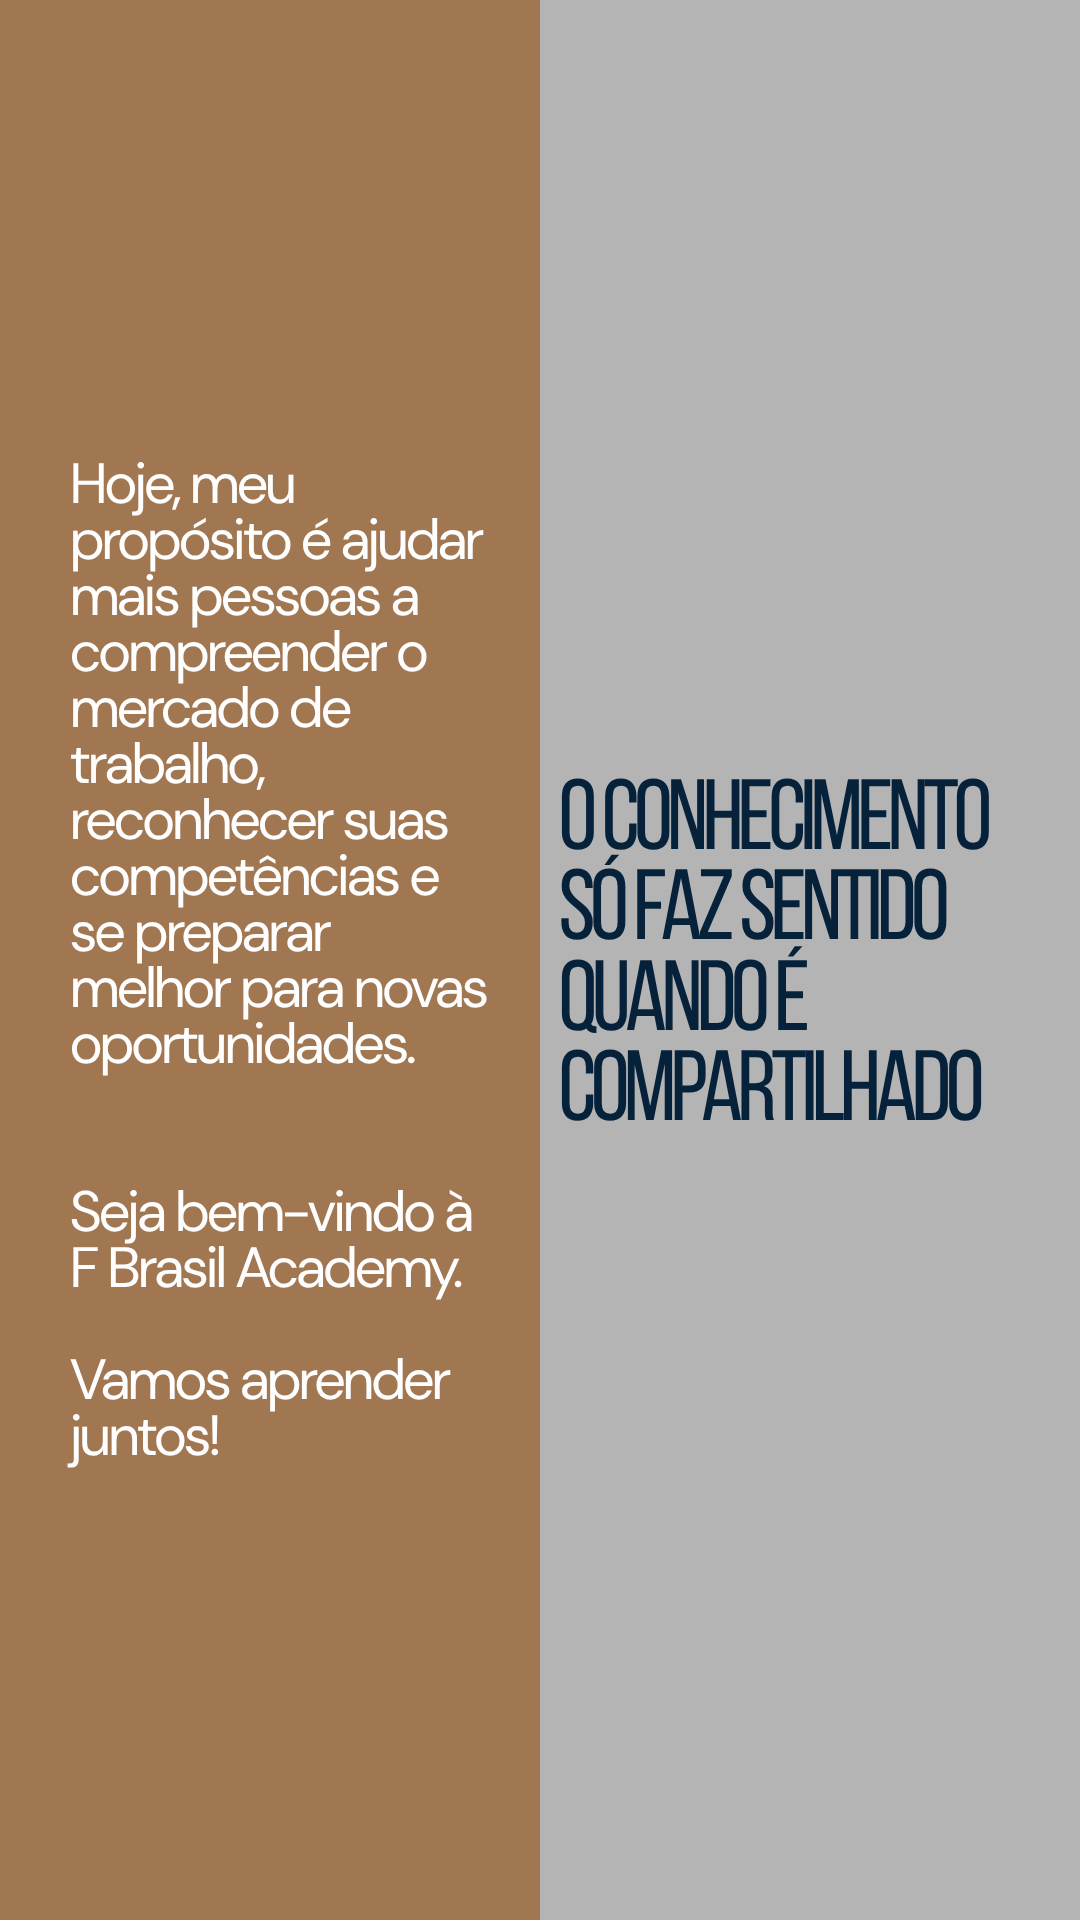 Hoje, meu
propósito é ajudar
mais pessoas a
compreender o
mercado de
trabalho,
reconhecer suas
competências e
se preparar
melhor para novas
oportunidades.
Seja bem-vindo à
F Brasil Academy.
Vamos aprender
juntos!
O CONHECIMENTO
SÓ FAZ SENTIDO
QUANDO É
COMPARTILHADO